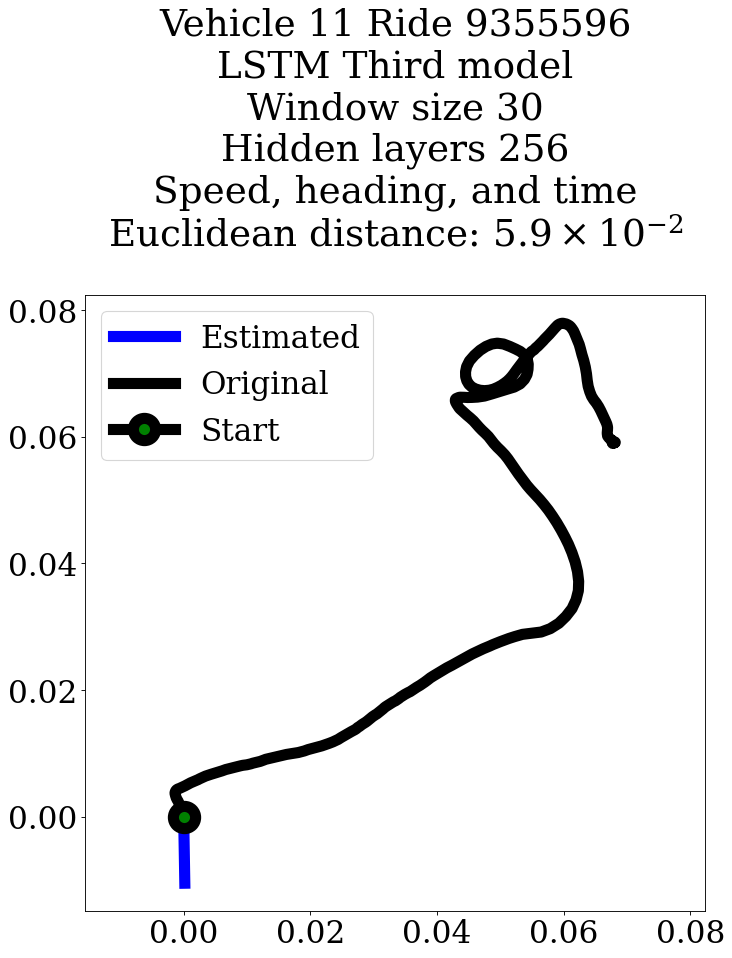 Vehicle 11 Ride 9355596
LSTM Third model
Window size 30
Hidden layers 256
Speed, heading, and time
Euclidean distance: 5.9 × 10⁻²
Estimated
Original
Start
0.08
0.06
0.04
0.02
0.00
0.00 0.02 0.04 0.06 0.08